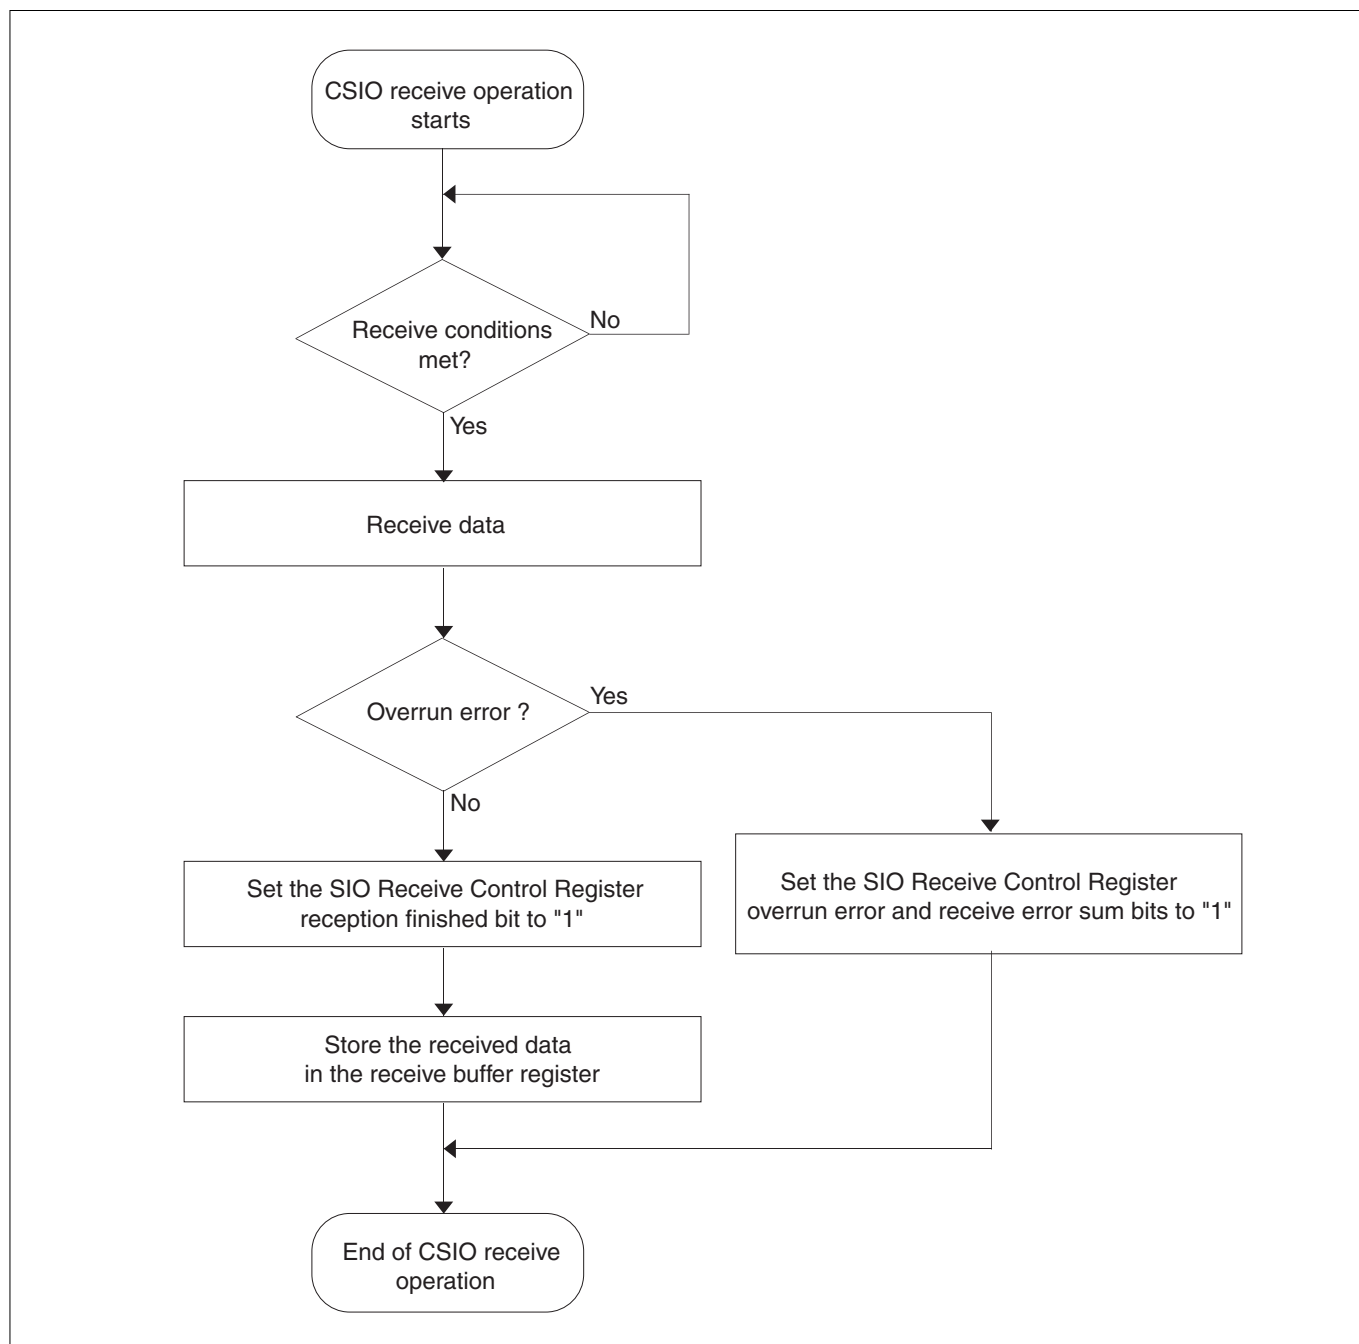 CSIO receive operation
starts
Receive conditions
met?
No
Yes
Receive data
Overrun error ?
Yes
No
Set the SIO Receive Control Register
reception finished bit to "1"
Set the SIO Receive Control Register
overrun error and receive error sum bits to "1"
Store the received data
in the receive buffer register
End of CSIO receive
operation